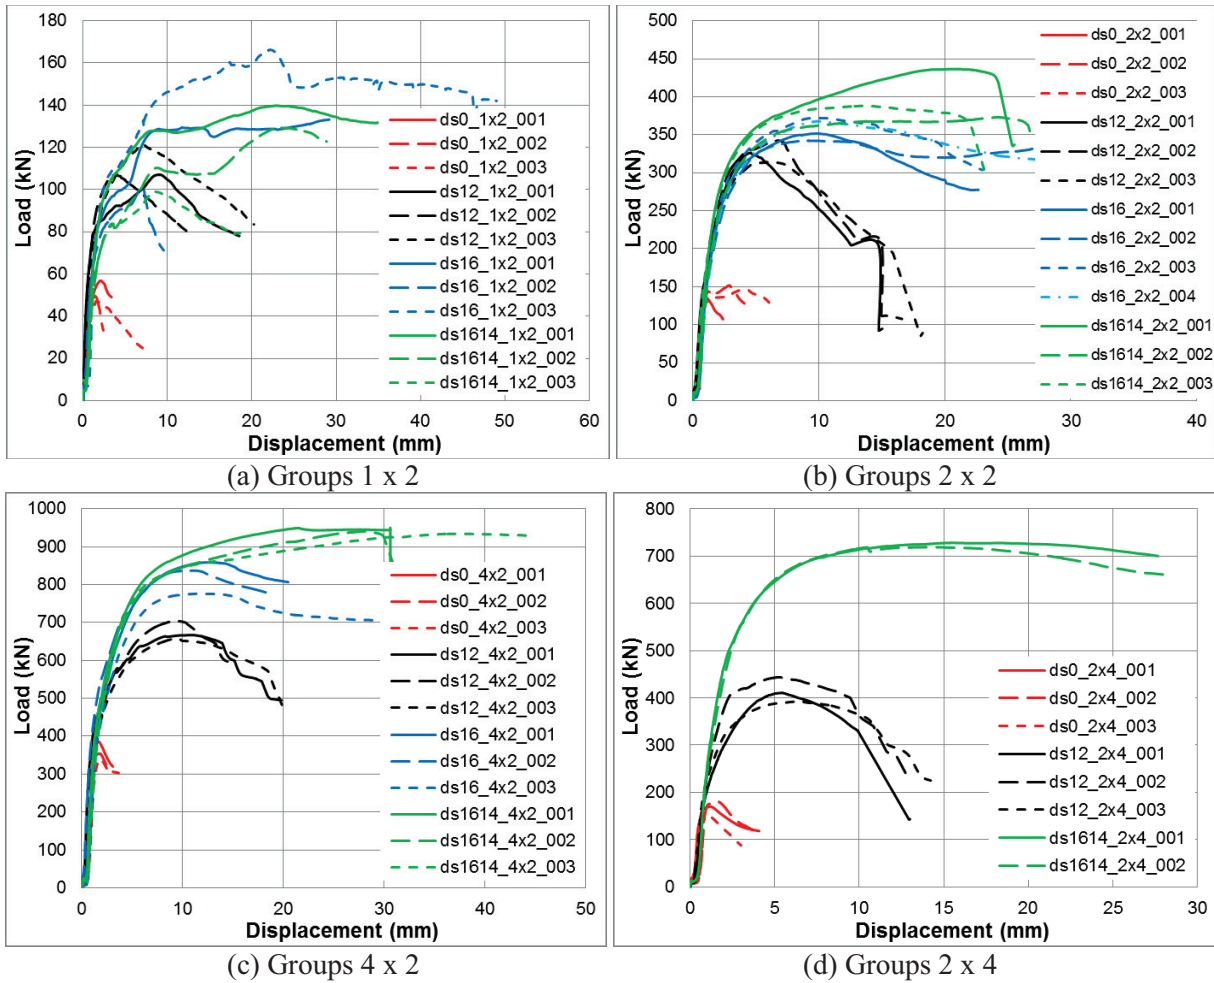 180
160
140
120
100
80
60
40
20
0
Load (kN)
0 10 20 30 40 50 60
Displacement (mm)
ds0_1x2_001
ds0_1x2_002
ds0_1x2_003
ds12_1x2_001
ds12_1x2_002
ds12_1x2_003
ds16_1x2_001
ds16_1x2_002
ds16_1x2_003
ds1614_1x2_001
ds1614_1x2_002
ds1614_1x2_003
(a) Groups 1 x 2
500
450
400
350
300
250
200
150
100
50
0
Load (kN)
0 10 20 30 40
Displacement (mm)
ds0_2x2_001
ds0_2x2_002
ds0_2x2_003
ds12_2x2_001
ds12_2x2_002
ds12_2x2_003
ds16_2x2_001
ds16_2x2_002
ds16_2x2_003
ds16_2x2_004
ds1614_2x2_001
ds1614_2x2_002
ds1614_2x2_003
(b) Groups 2 x 2
1000
900
800
700
600
500
400
300
200
100
0
Load (kN)
0 10 20 30 40 50
Displacement (mm)
ds0_4x2_001
ds0_4x2_002
ds0_4x2_003
ds12_4x2_001
ds12_4x2_002
ds12_4x2_003
ds16_4x2_001
ds16_4x2_002
ds16_4x2_003
ds1614_4x2_001
ds1614_4x2_002
ds1614_4x2_003
(c) Groups 4 x 2
800
700
600
500
400
300
200
100
0
Load (kN)
0 5 10 15 20 25 30
Displacement (mm)
ds0_2x4_001
ds0_2x4_002
ds0_2x4_003
ds12_2x4_001
ds12_2x4_002
ds12_2x4_003
ds1614_2x4_001
ds1614_2x4_002
(d) Groups 2 x 4